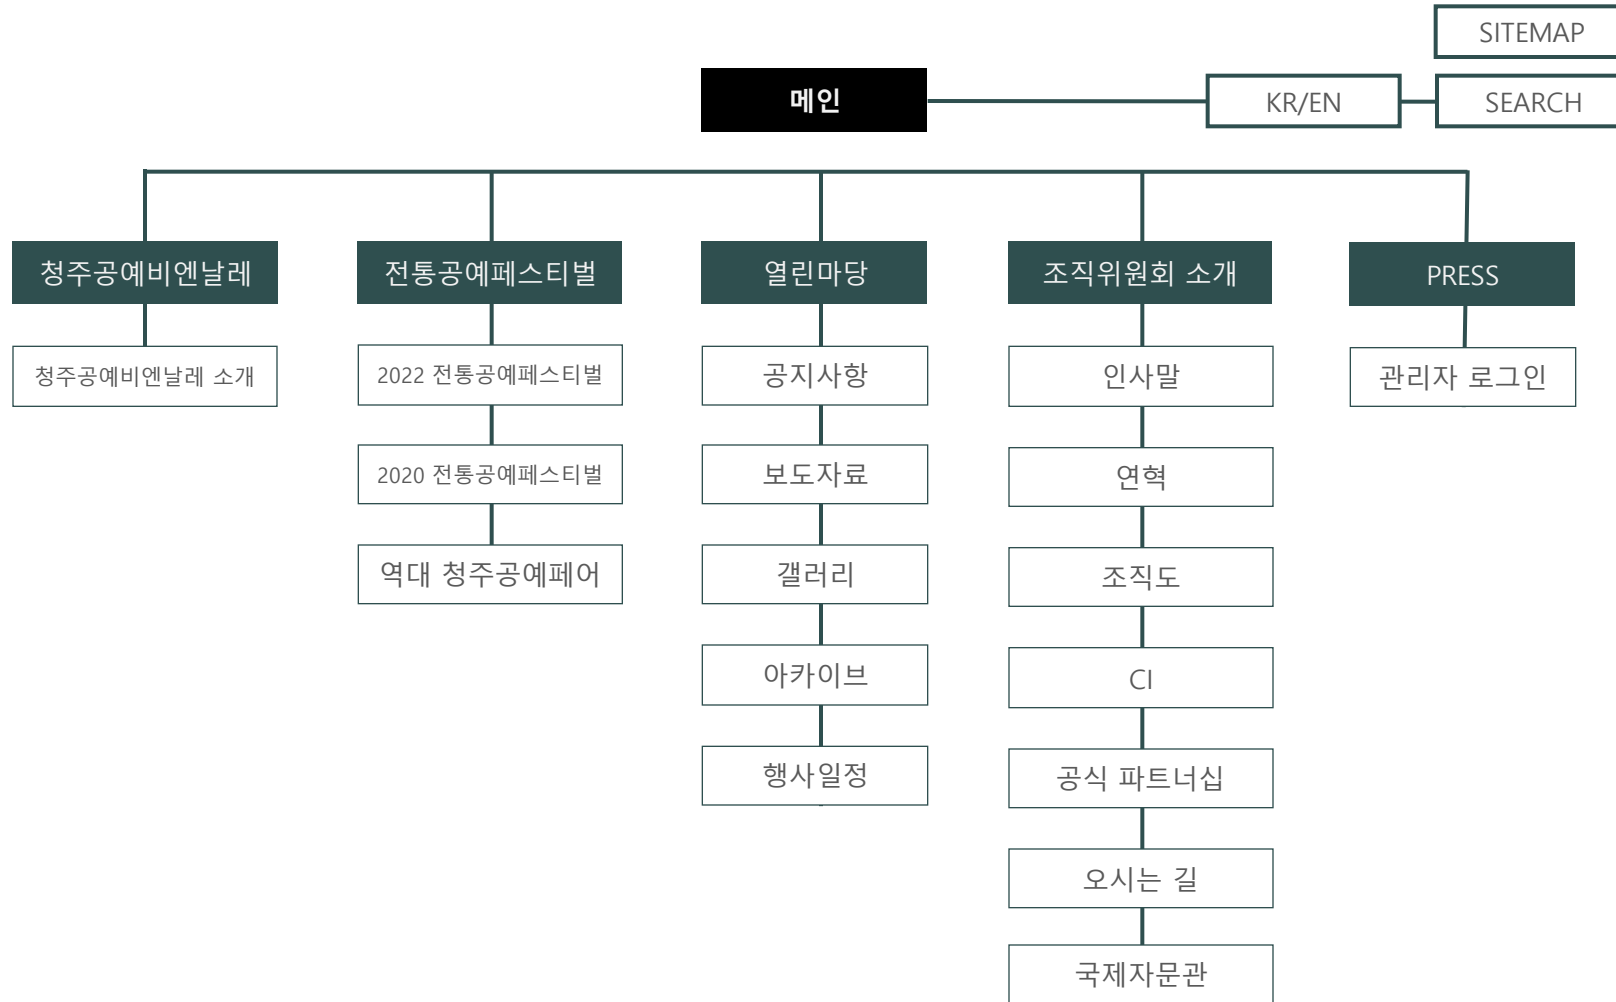 SITEMAP
메인
KR/EN
SEARCH
청주공예비엔날레
전통공예페스티벌
열린마당
조직위원회 소개
PRESS
청주공예비엔날레 소개
2022 전통공예페스티벌
공지사항
인사말
관리자 로그인
2020 전통공예페스티벌
보도자료
연혁
역대 청주공예페어
갤러리
조직도
아카이브
CI
행사일정
공식 파트너십
오시는 길
국제자문관